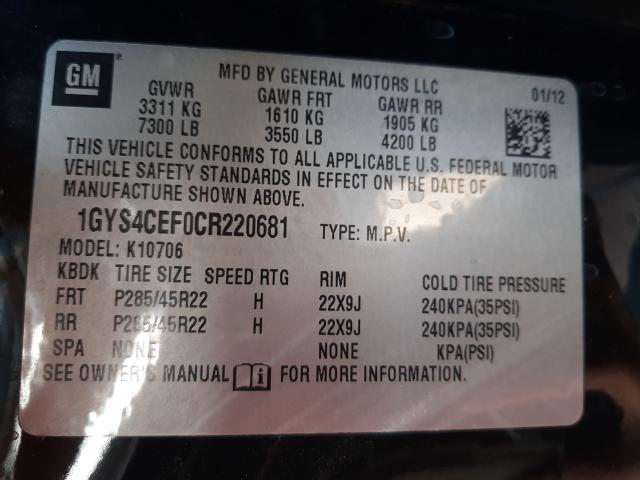 GM
MFD BY GENERAL MOTORS LLC
01/12
GVWR GAWR FRT GAWR RR
3311 KG 1610 KG 1905 KG
7300 LB 3550 LB 4200 LB
THIS VEHICLE CONFORMS TO ALL APPLICABLE U.S. FEDERAL MOTOR
VEHICLE SAFETY STANDARDS IN EFFECT ON THE DATE OF
MANUFACTURE SHOWN ABOVE.
1GYS4CEF0CR220681 TYPE: M.P.V.
MODEL: K10706
KBDK TIRE SIZE SPEED RTG RIM COLD TIRE PRESSURE
FRT P285/45R22 H 22X9J 240KPA(35PSI)
RR P285/45R22 H 22X9J 240KPA(35PSI)
SPA NONE NONE KPA(PSI)
SEE OWNER'S MANUAL FOR MORE INFORMATION.